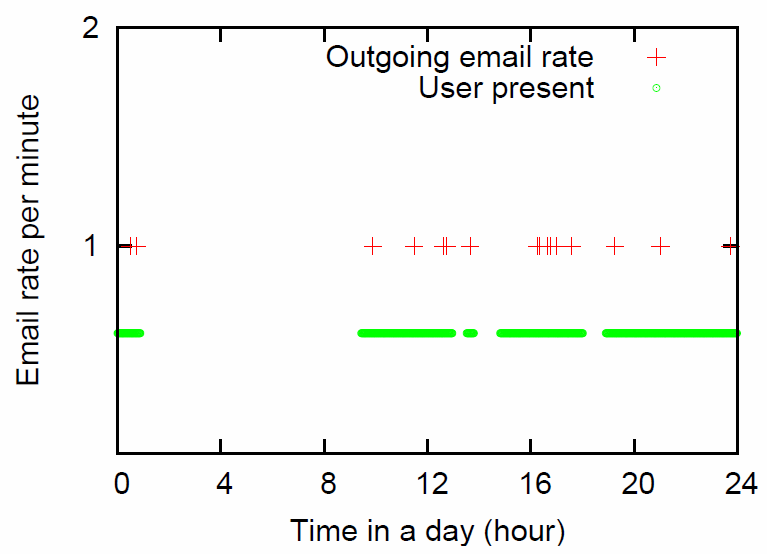 2
Outgoing email rate
User present
1
Email rate per minute
0 4 8 12 16 20 24
Time in a day (hour)